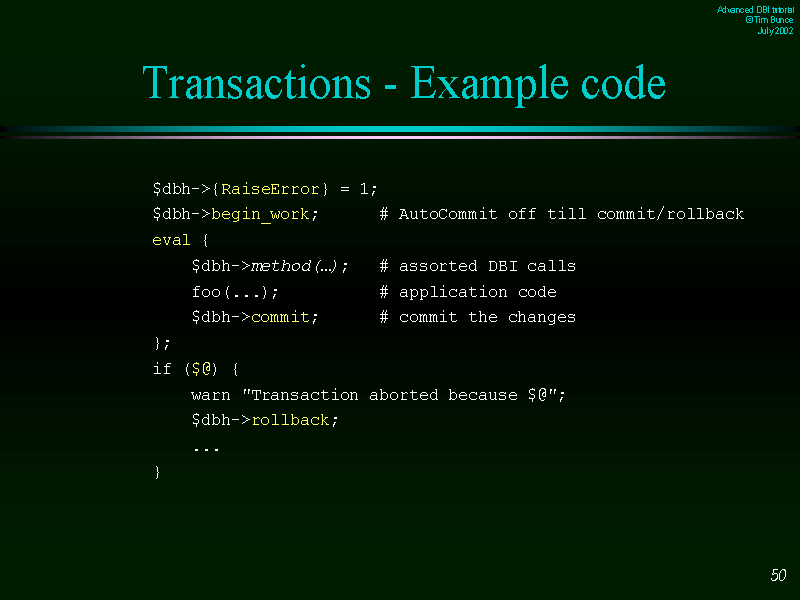 Advanced DBI tutorial
© Tim Bunce
July 2002
Transactions - Example code
$dbh->{RaiseError} = 1;
$dbh->begin_work;      # AutoCommit off till commit/rollback
eval {
    $dbh->method(…);   # assorted DBI calls
    foo(...);          # application code
    $dbh->commit;      # commit the changes
};
if ($@) {
    warn "Transaction aborted because $@";
    $dbh->rollback;
    ...
}
50